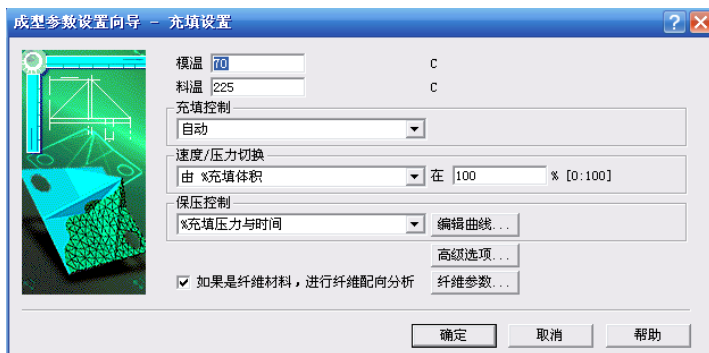 成型参数设置向导 - 充填设置
模温 70 C
料温 225 C
充填控制
自动
速度/压力切换
由 %充填体积 在 100 % [0:100]
保压控制
%充填压力与时间 编辑曲线...
高级选项...
如果是纤维材料，进行纤维配向分析 纤维参数...
确定 取消 帮助